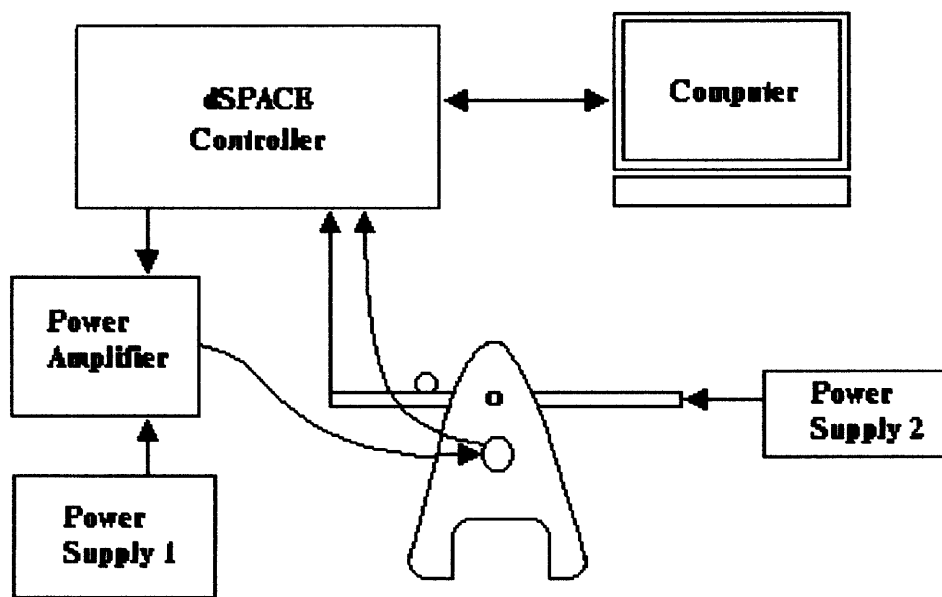 dSPACE
Controller
Computer
Power
Amplifier
Power
Supply 2
Power
Supply 1